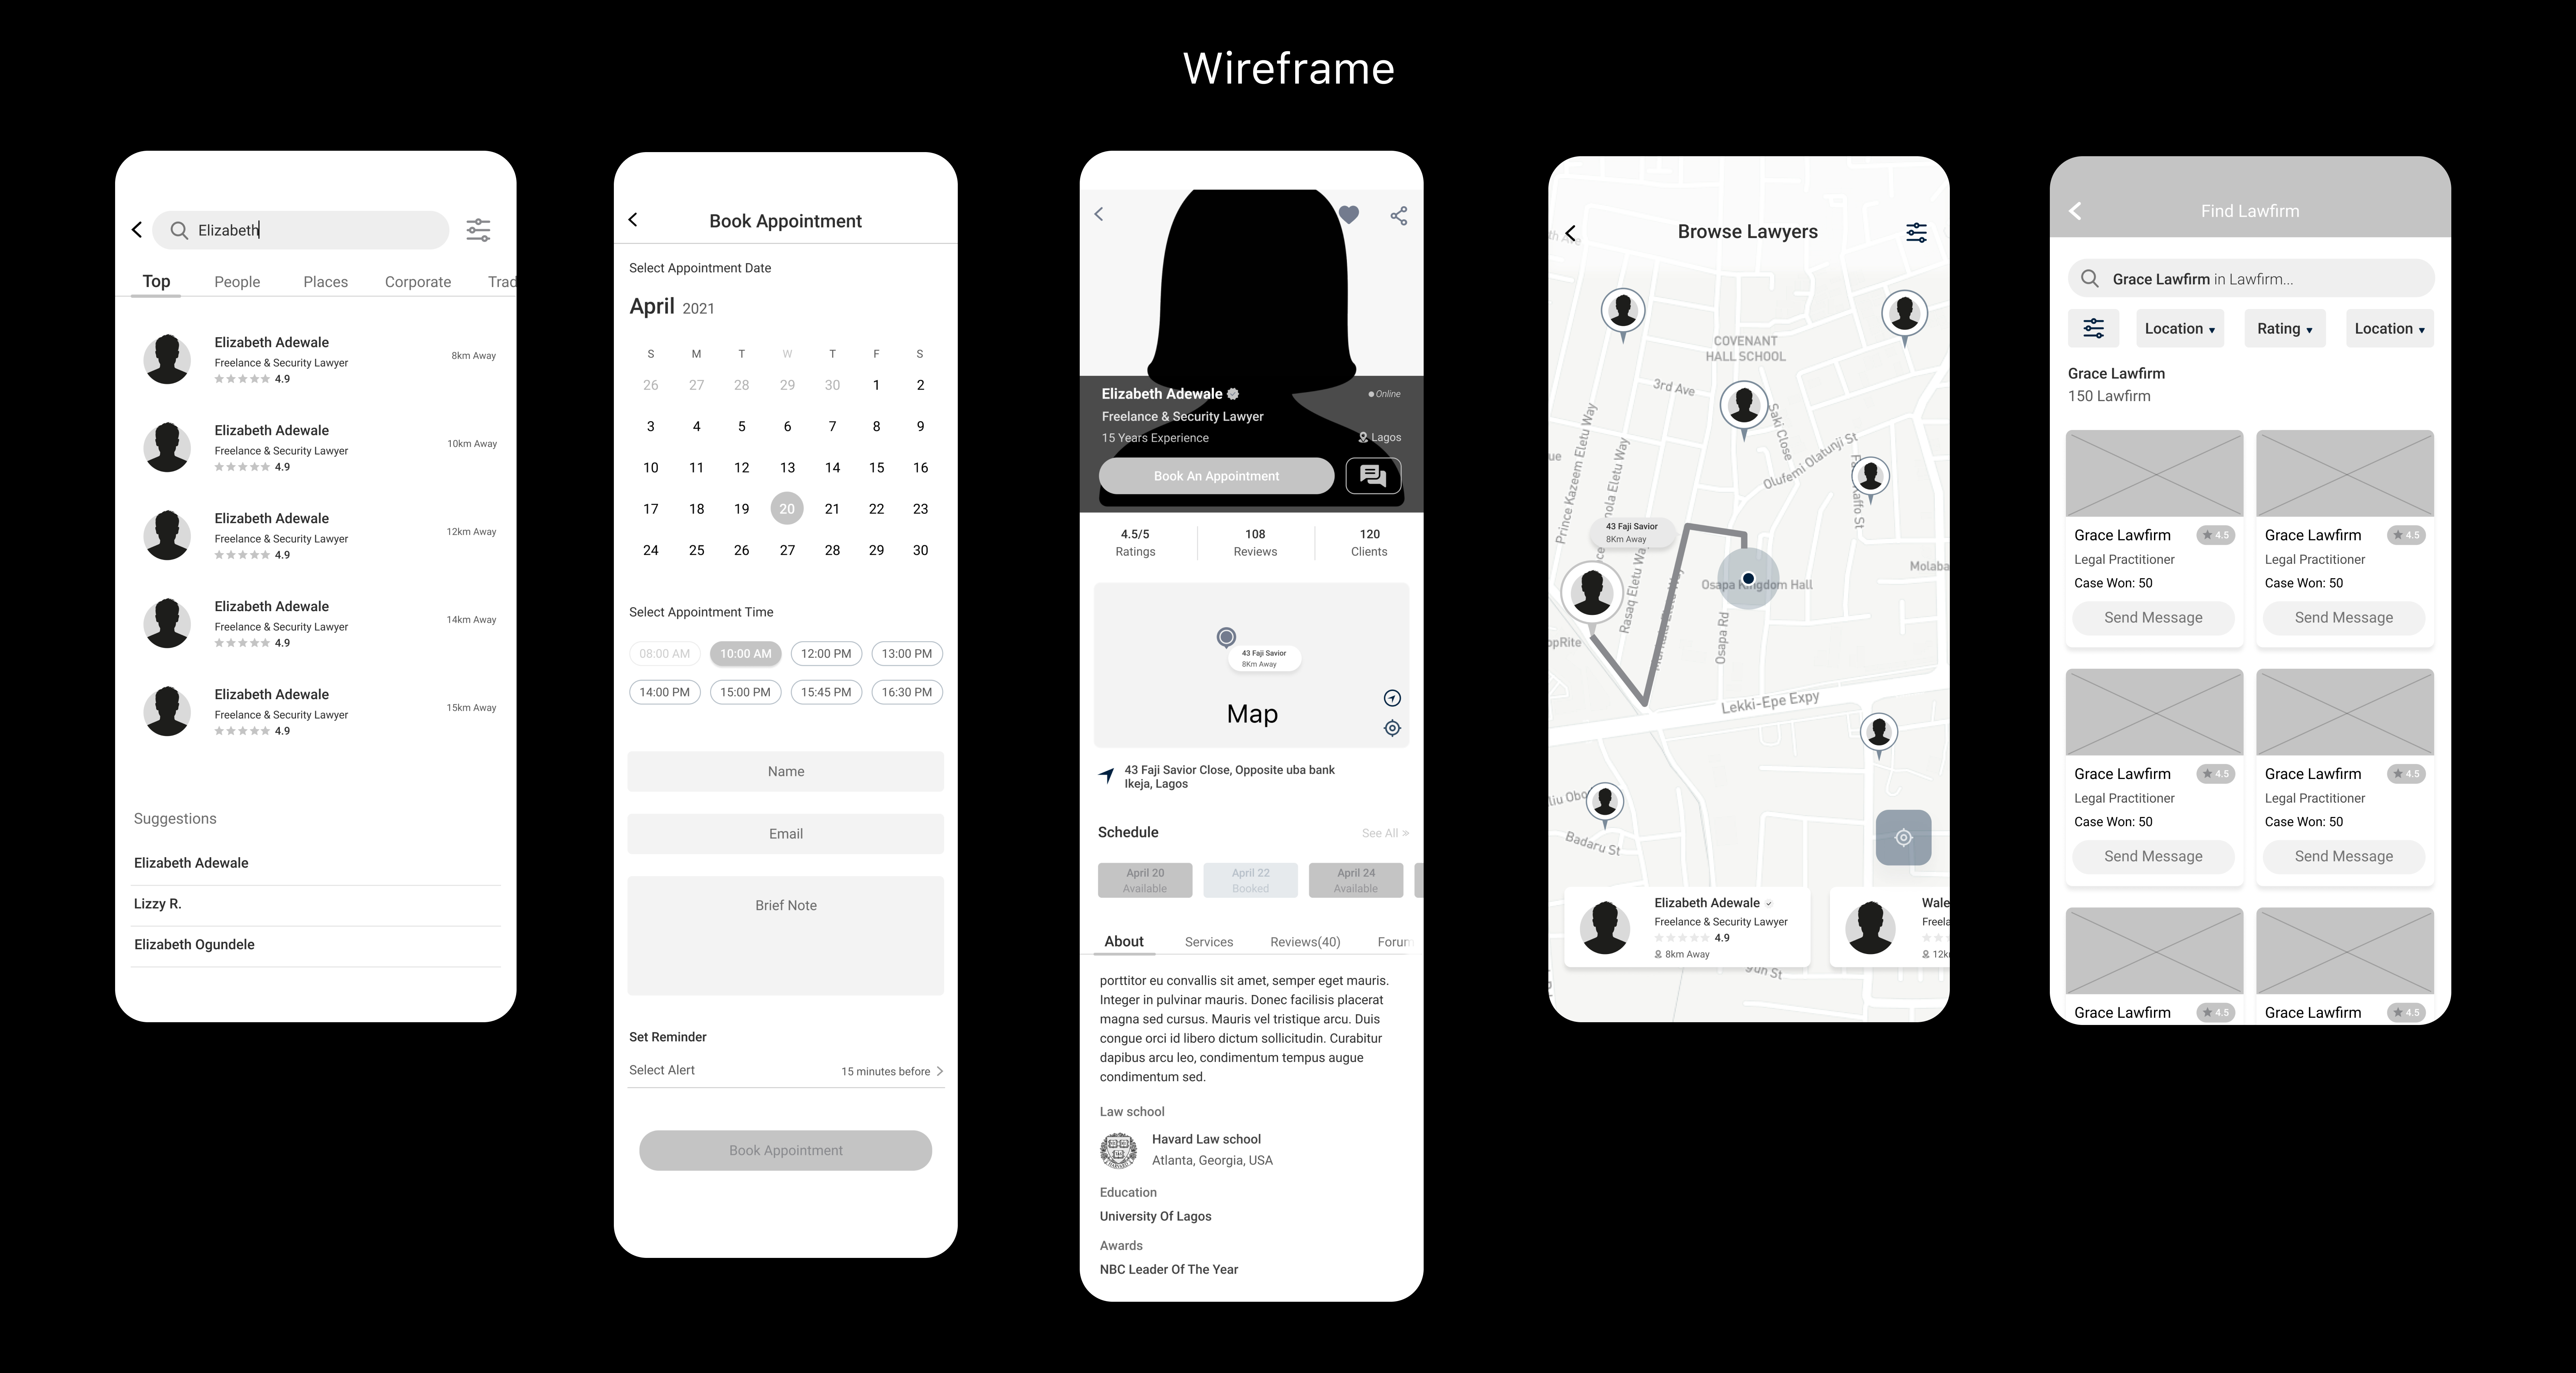 Wireframe
Elizabeth
Top People Places Corporate Trad
Elizabeth Adewale
Freelance & Security Lawyer
4.9
8km Away
Elizabeth Adewale
Freelance & Security Lawyer
4.9
10km Away
Elizabeth Adewale
Freelance & Security Lawyer
4.9
12km Away
Elizabeth Adewale
Freelance & Security Lawyer
4.9
14km Away
Elizabeth Adewale
Freelance & Security Lawyer
4.9
15km Away
Suggestions
Elizabeth Adewale
Lizzy R.
Elizabeth Ogundele
Book Appointment
Select Appointment Date
April 2021
S M T W T F S
26 27 28 29 30 1 2
3 4 5 6 7 8 9
10 11 12 13 14 15 16
17 18 19 20 21 22 23
24 25 26 27 28 29 30
Select Appointment Time
08:00 AM 10:00 AM 12:00 PM 13:00 PM
14:00 PM 15:00 PM 15:45 PM 16:30 PM
Name
Email
Brief Note
Set Reminder
Select Alert 15 minutes before
Book Appointment
Elizabeth Adewale
Online
Freelance & Security Lawyer
15 Years Experience
Lagos
Book An Appointment
4.5/5 108 120
Ratings Reviews Clients
43 Faji Savior
8Km Away
Map
43 Faji Savior Close, Opposite uba bank
Ikeja, Lagos
Schedule See All »
April 20 April 22 April 24
Available Booked Available
About Services Reviews(40) Forum
porttitor eu convallis sit amet, semper eget mauris.
Integer in pulvinar mauris. Donec facilisis placerat
magna sed cursus. Mauris vel tristique arcu. Duis
congue orci id libero dictum sollicitudin. Curabitur
dapibus arcu leo, condimentum tempus augue
condimentum sed.
Law school
Havard Law school
Atlanta, Georgia, USA
Education
University Of Lagos
Awards
NBC Leader Of The Year
Browse Lawyers
COVENANT
HALL SCHOOL
3rd Ave
Prince Kazeem Eletu Way
Saki Close
Olufemi Olatunji St
43 Faji Savior
8Km Away
Rasaq Eletu Wa
Osapa Kingdom Hall
Molaba
Osapa Rd
opRite
Lekki-Epe Expy
Badaru St
Elizabeth Adewale
Freelance & Security Lawyer
4.9
8km Away
Wale
Freela
12k
Find Lawfirm
Grace Lawfirm in Lawfirm...
Location Rating Location
Grace Lawfirm
150 Lawfirm
Grace Lawfirm 4.5
Legal Practitioner
Case Won: 50
Send Message
Grace Lawfirm 4.5
Legal Practitioner
Case Won: 50
Send Message
Grace Lawfirm 4.5
Legal Practitioner
Case Won: 50
Send Message
Grace Lawfirm 4.5
Legal Practitioner
Case Won: 50
Send Message
Grace Lawfirm 4.5
Grace Lawfirm 4.5